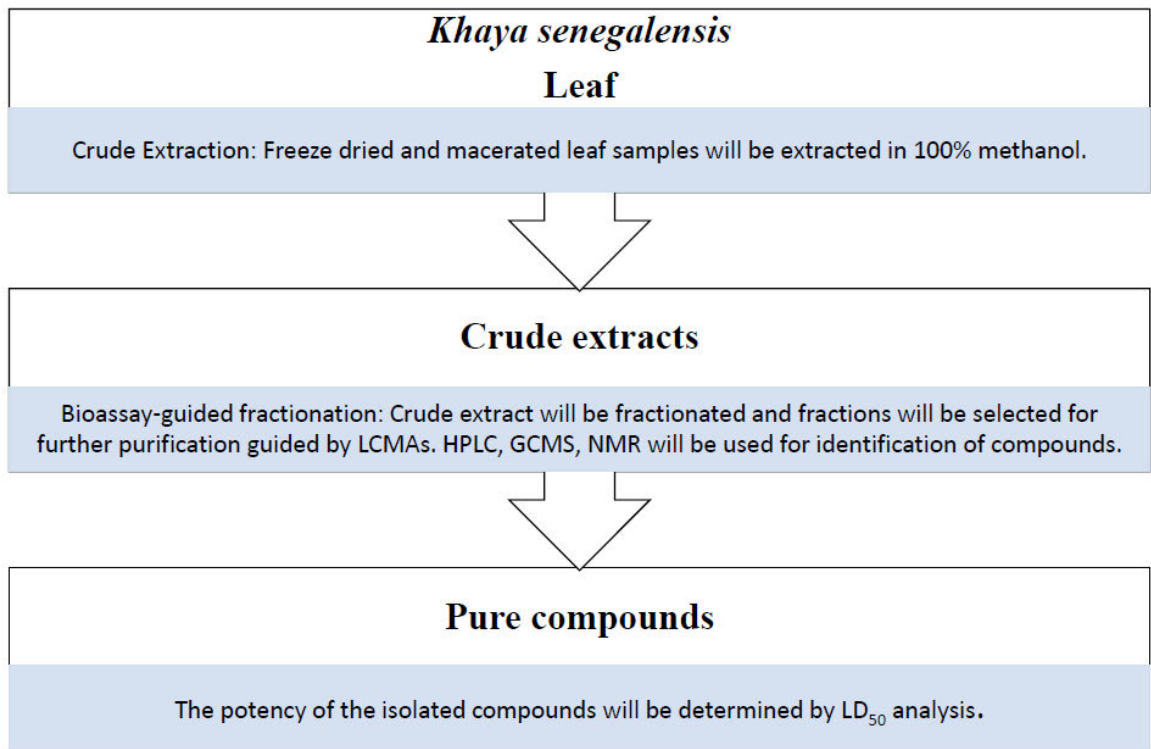 Khaya senegalensis
Leaf
Crude Extraction: Freeze dried and macerated leaf samples will be extracted in 100% methanol.
Crude extracts
Bioassay-guided fractionation: Crude extract will be fractionated and fractions will be selected for
further purification guided by LCMAs. HPLC, GCMS, NMR will be used for identification of compounds.
Pure compounds
The potency of the isolated compounds will be determined by LD50 analysis.